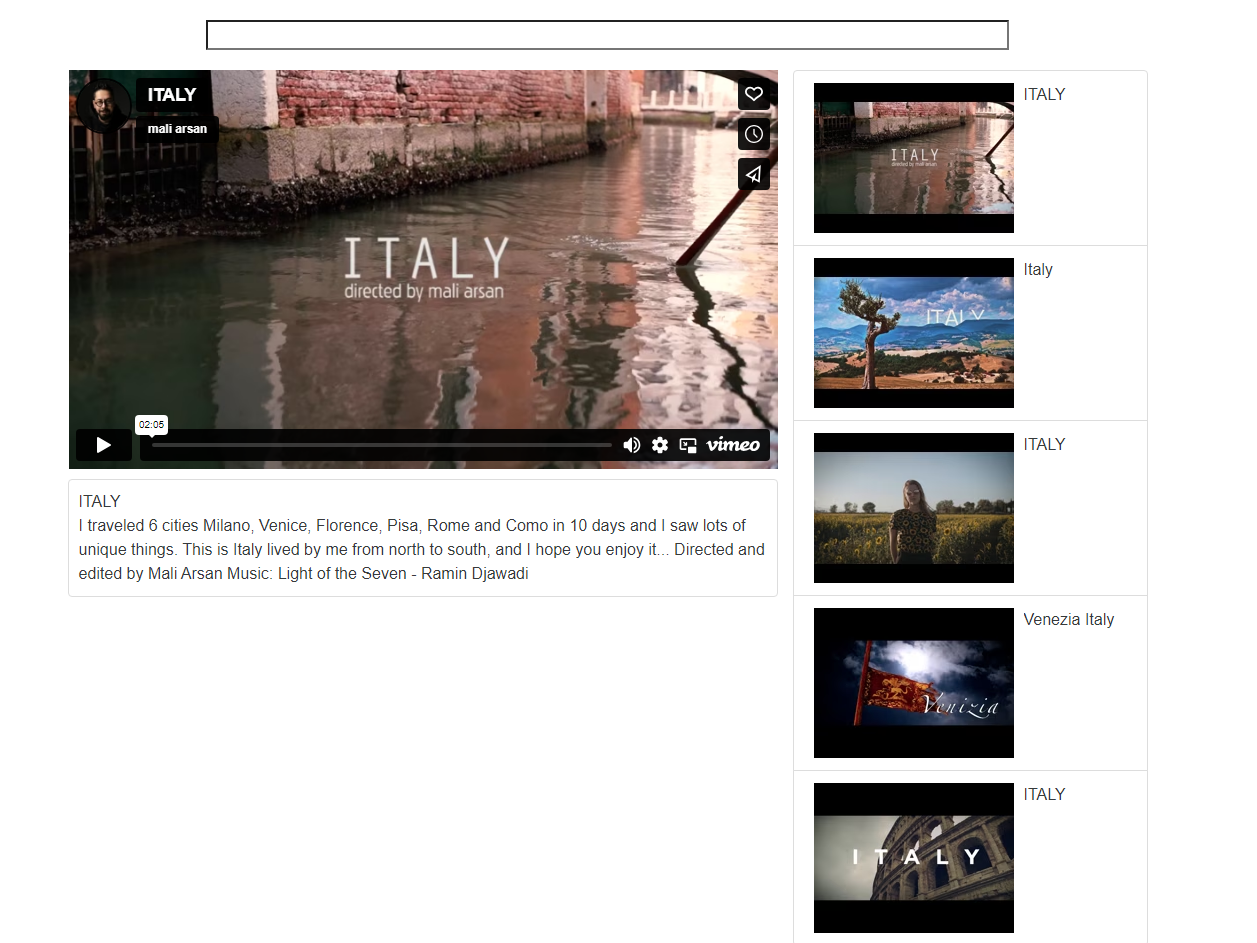 ITALY
mali arsan
ITALY
directed by mali arsan
02:05
vimeo
ITALY
I traveled 6 cities Milano, Venice, Florence, Pisa, Rome and Como in 10 days and I saw lots of
unique things. This is Italy lived by me from north to south, and I hope you enjoy it... Directed and
edited by Mali Arsan Music: Light of the Seven - Ramin Djawadi
ITALY
directed by mali arsan
ITALY
ITALY
Italy
ITALY
Venizia
Venezia Italy
ITALY
ITALY